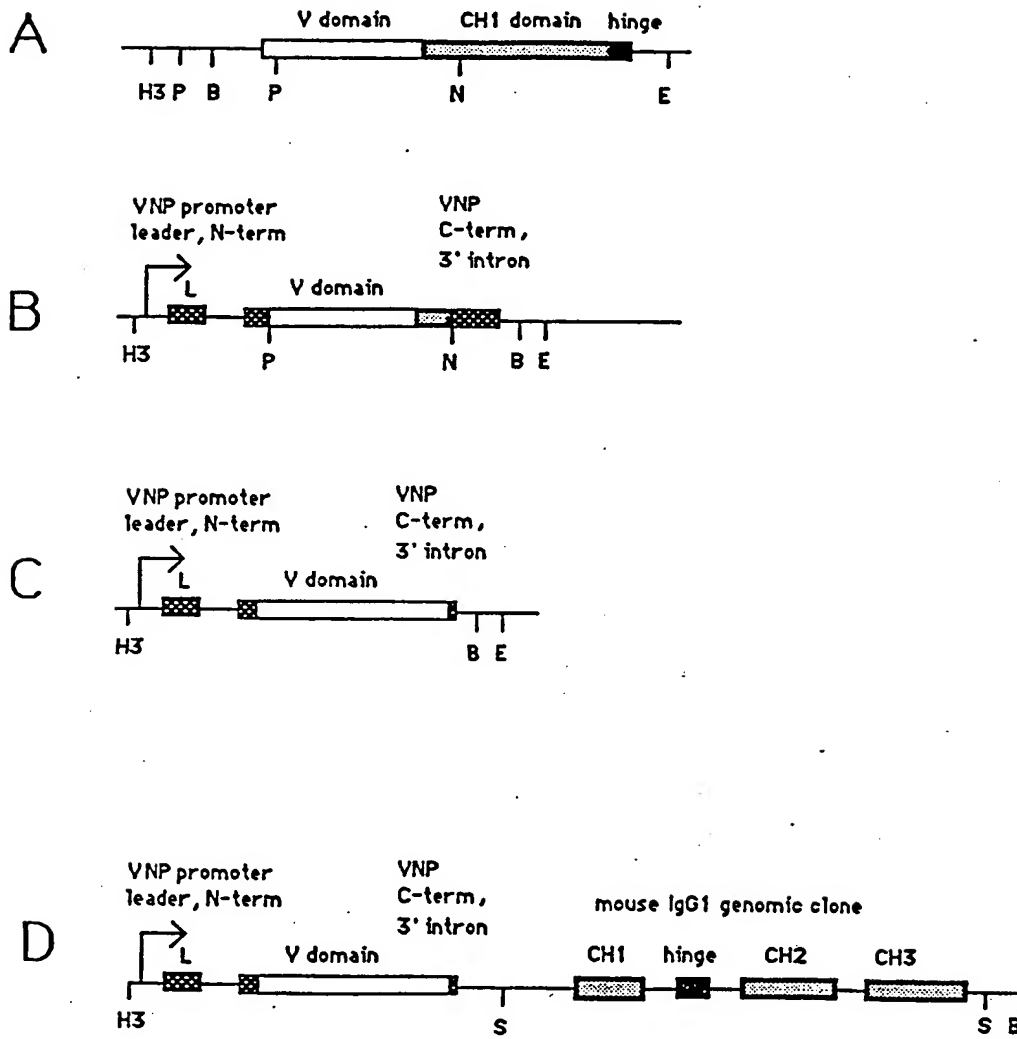 A
V domain CH1 domain hinge
H3 P B P N E
B
VNP promoter
leader, N-term
VNP
C-term,
3' intron
L
V domain
H3 P N B E
C
VNP promoter
leader, N-term
VNP
C-term,
3' intron
L
V domain
H3 B E
D
VNP promoter
leader, N-term
VNP
C-term,
3' intron
mouse IgG1 genomic clone
L
V domain
CH1 hinge CH2 CH3
H3 S S B